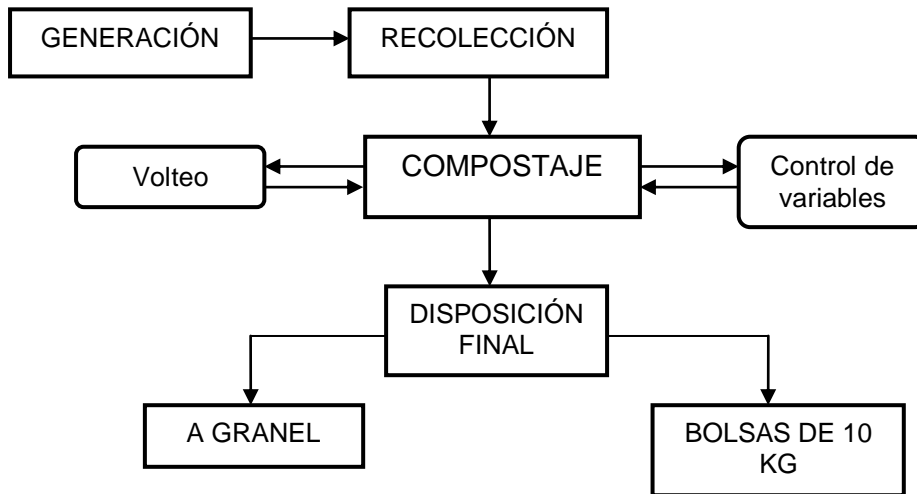 GENERACIÓN
RECOLECCIÓN
Volteo
COMPOSTAJE
Control de
variables
DISPOSICIÓN
FINAL
A GRANEL
BOLSAS DE 10
KG